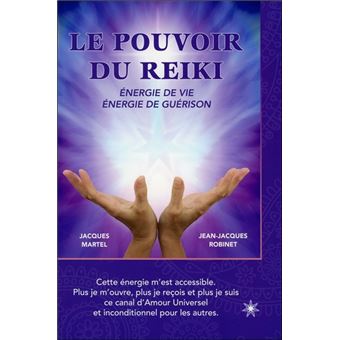 LE POUVOIR
DU REIKI
ÉNERGIE DE VIE
ÉNERGIE DE GUÉRISON
JACQUES
MARTEL
JEAN-JACQUES
ROBINET
Cette énergie m'est accessible.
Plus je m'ouvre, plus je reçois et plus je suis
ce canal d'Amour Universel
et inconditionnel pour les autres.